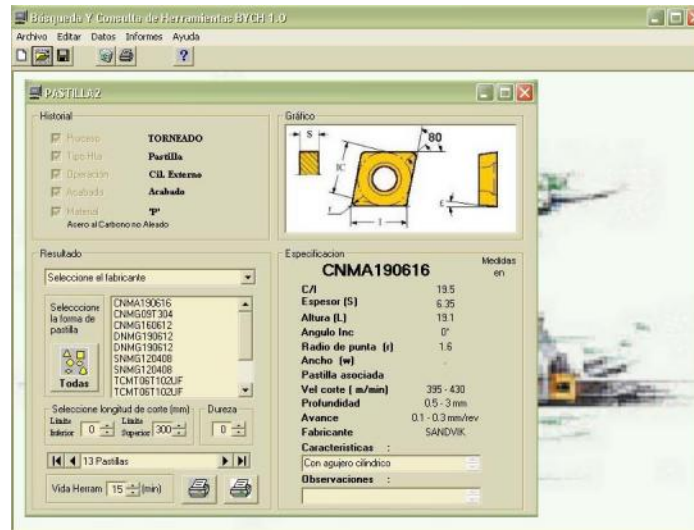 Búsqueda Y Consulta de Herramientas BYCH 1.0
Archivo Editar Datos Informes Ayuda
PASTILLA2
Historial
Proceso TORNEADO
Tipo Hta Pastilla
Operación Cil. Externo
Acabado Acabado
Material 'P'
Acero al Carbono no Aleado
Gráfico
S
80
IC
r
l
ε
Resultado
Seleccione el fabricante
Selecccione
la forma de
pastilla
Todas
CNMA190616
CNMG09T304
CNMG160612
DNMG190612
DNMG190612
SNMG120408
SNMG120408
TCMT06T102UF
TCMT06T102UF
Seleccione longitud de corte (mm)
Límite
Inferior 0
Límite
Superior 300
Dureza
0
13 Pastillas
Vida Herram 15 (min)
Especificacion
Medidas
en
CNMA190616
C/I 19.5
Espesor (S) 6.35
Altura (L) 19.1
Angulo Inc 0°
Radio de punta (r) 1.6
Ancho (w) .
Pastilla asociada
Vel corte ( m/min) 395 - 430
Profundidad 0.5 - 3 mm
Avance 0.1 - 0.3 mm/rev
Fabricante SANDVIK
Caracteristicas :
Con agujero cilíndrico
Observaciones :